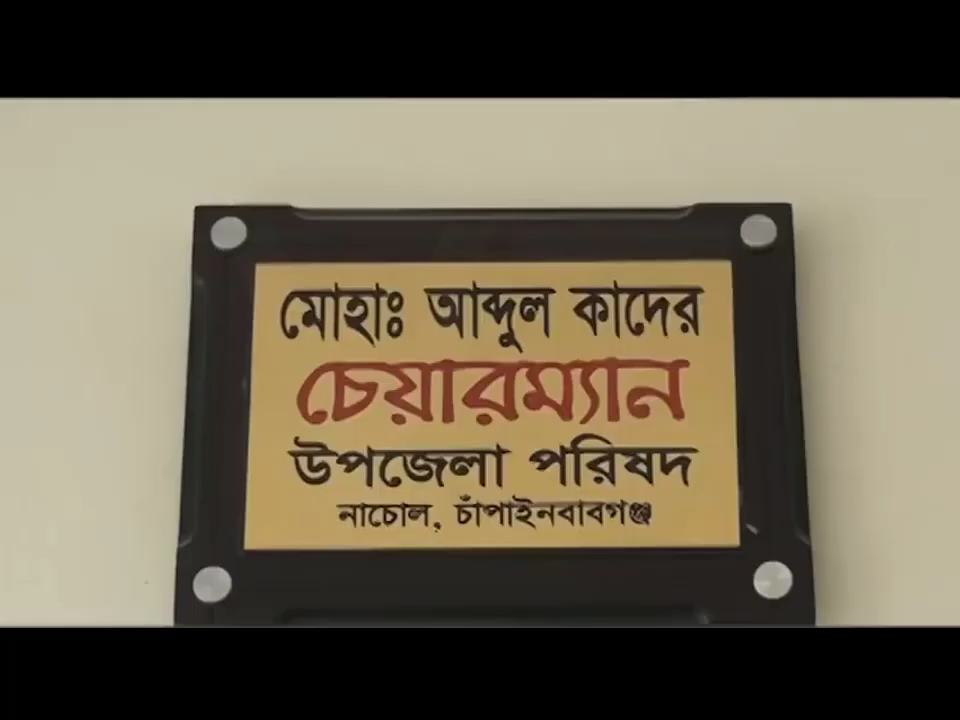 মোহাঃ আব্দুল কাদের
চেয়ারম্যান
উপজেলা পরিষদ
নাচোল, চাঁপাইনবাবগঞ্জ